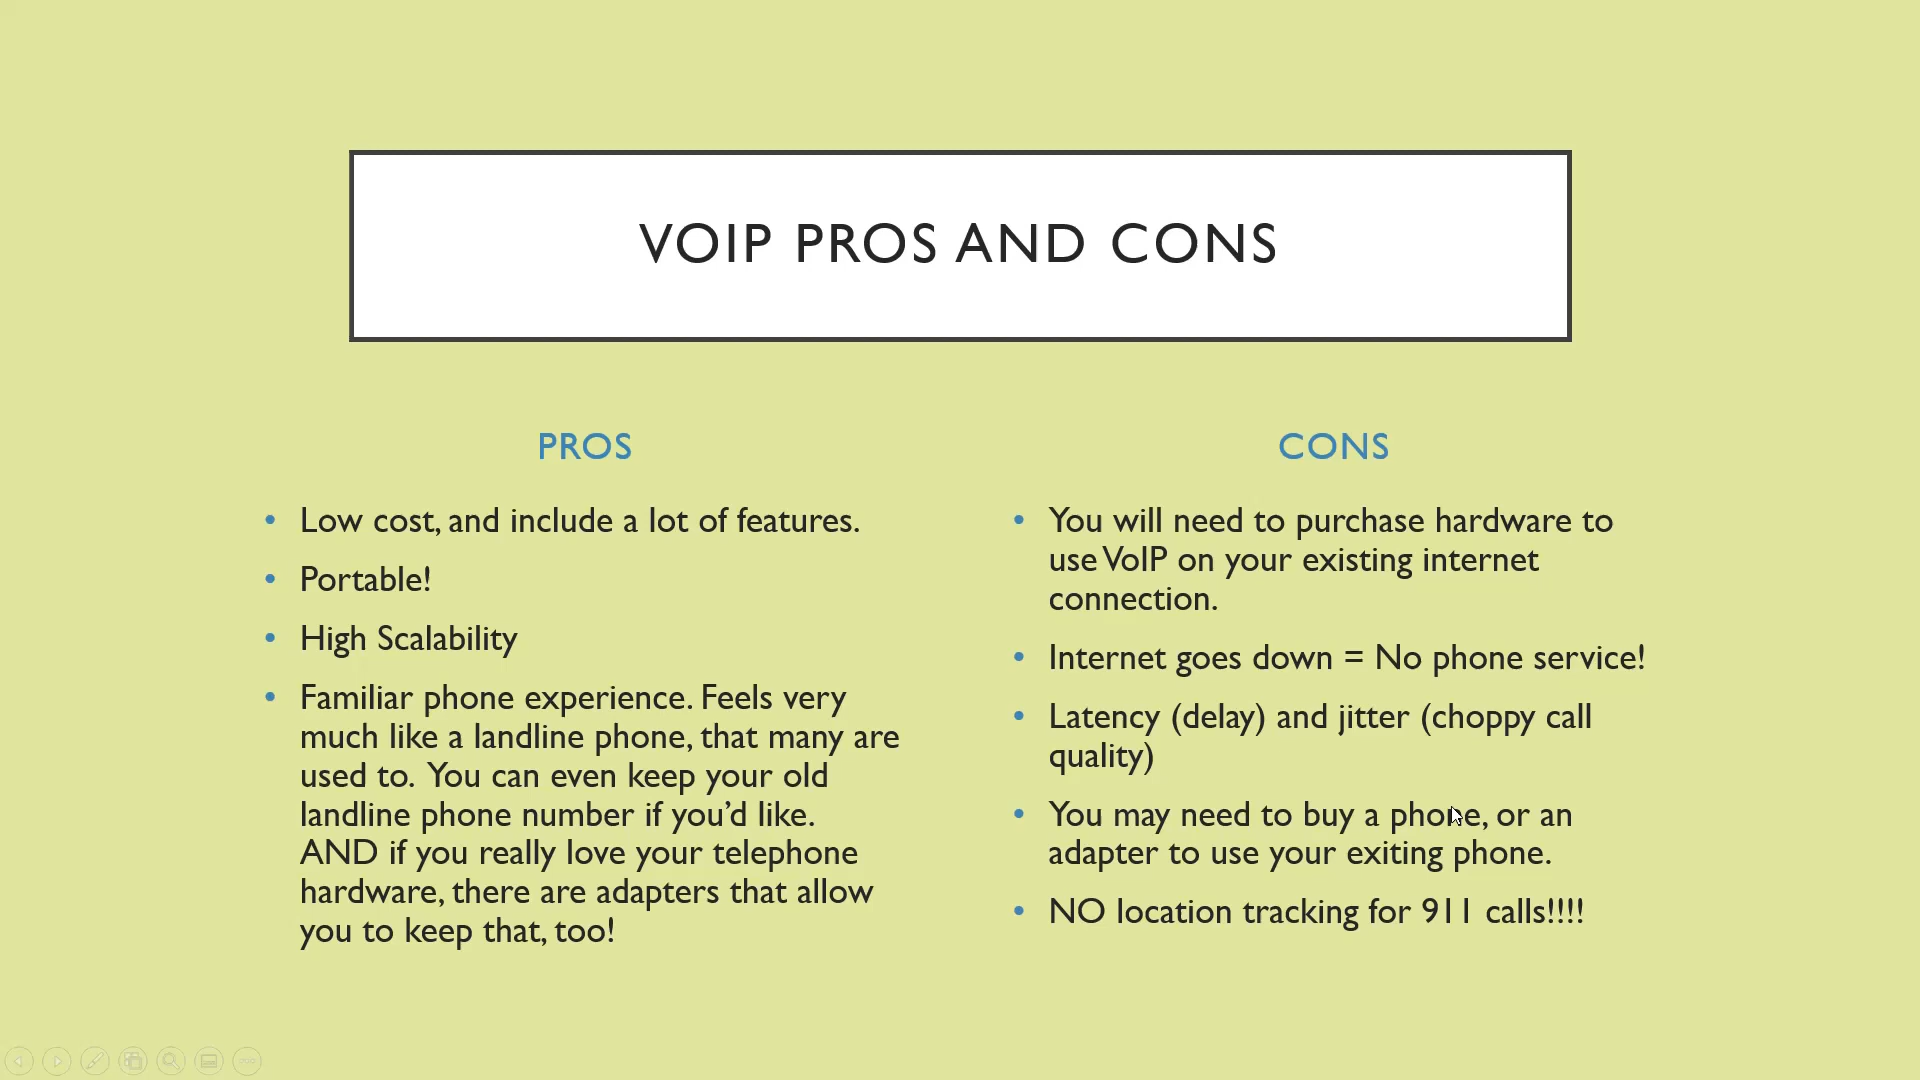 VOIP PROS AND CONS
PROS
• Low cost, and include a lot of features.
• Portable!
• High Scalability
• Familiar phone experience. Feels very
much like a landline phone, that many are
used to. You can even keep your old
landline phone number if you’d like.
AND if you really love your telephone
hardware, there are adapters that allow
you to keep that, too!
CONS
• You will need to purchase hardware to
use VoIP on your existing internet
connection.
• Internet goes down = No phone service!
• Latency (delay) and jitter (choppy call
quality)
• You may need to buy a phone, or an
adapter to use your exiting phone.
• NO location tracking for 911 calls!!!!